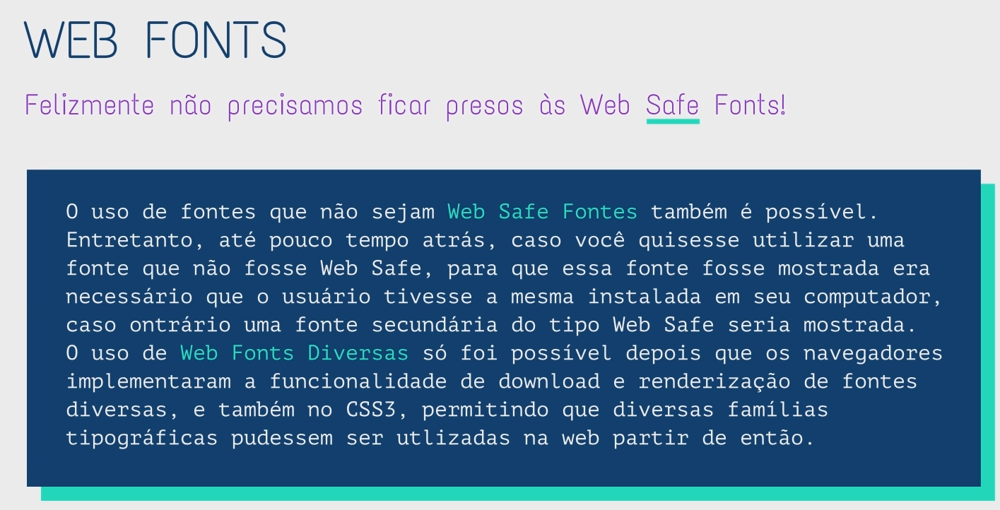 WEB FONTS
Felizmente não precisamos ficar presos às Web Safe Fonts!
O uso de fontes que não sejam Web Safe Fontes também é possível.
Entretanto, até pouco tempo atrás, caso você quisesse utilizar uma
fonte que não fosse Web Safe, para que essa fonte fosse mostrada era
necessário que o usuário tivesse a mesma instalada em seu computador,
caso ontrário uma fonte secundária do tipo Web Safe seria mostrada.
O uso de Web Fonts Diversas só foi possível depois que os navegadores
implementaram a funcionalidade de download e renderização de fontes
diversas, e também no CSS3, permitindo que diversas famílias
tipográficas pudessem ser utlizadas na web partir de então.